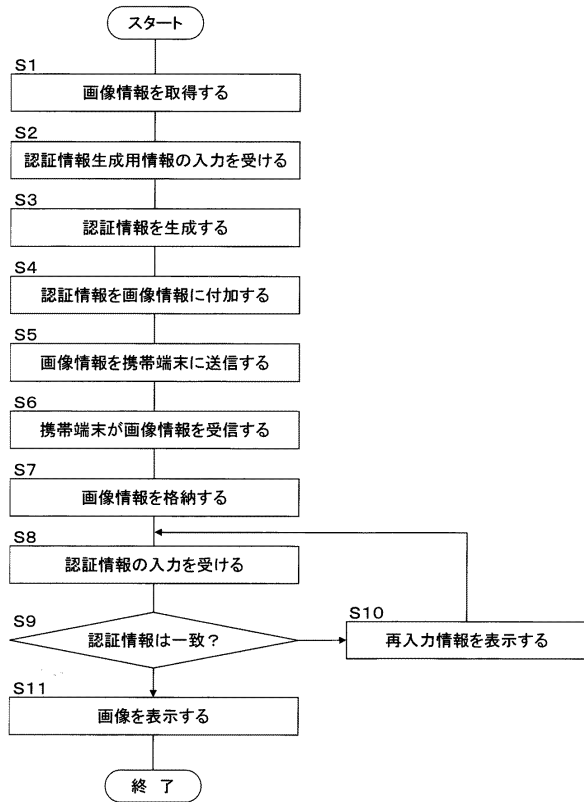 スタート
S1
画像情報を取得する
S2
認証情報生成用情報の入力を受ける
S3
認証情報を生成する
S4
認証情報を画像情報に付加する
S5
画像情報を携帯端末に送信する
S6
携帯端末が画像情報を受信する
S7
画像情報を格納する
S8
認証情報の入力を受ける
S9
認証情報は一致?
S10
再入力情報を表示する
S11
画像を表示する
終 了